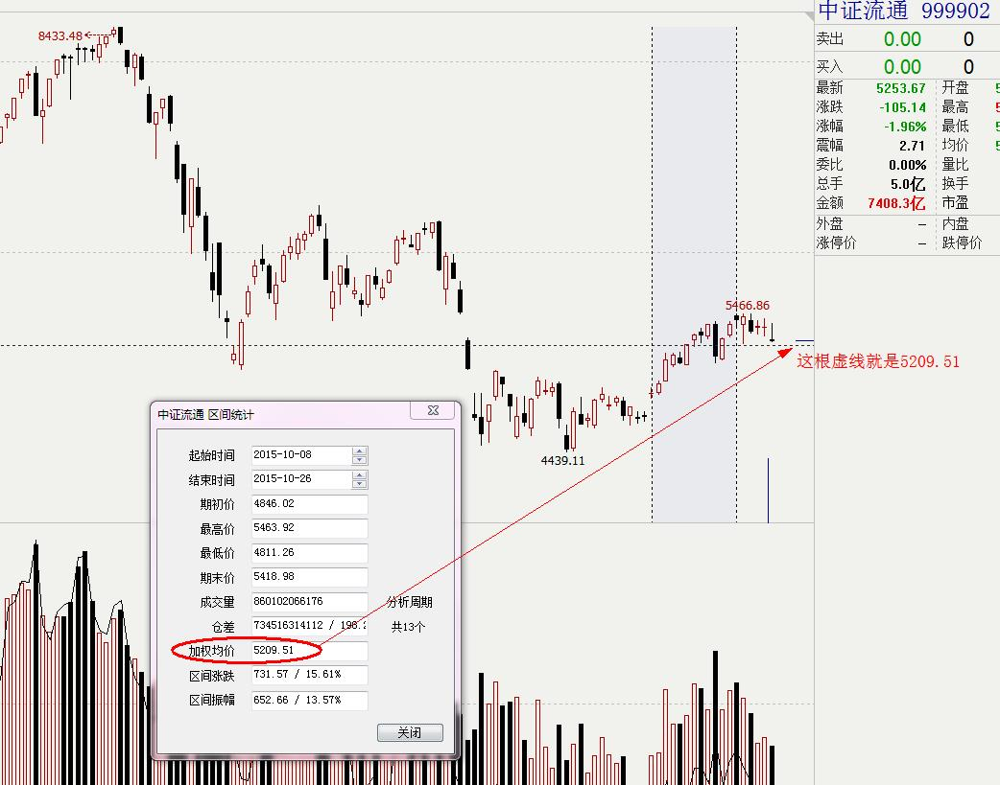 中证流通 999902
8433.48
卖出 0.00 0
买入 0.00 0
最新 5253.67 开盘 5
涨跌 -105.14 最高 5
涨幅 -1.96% 最低 5
震幅 2.71 均价 5
委比 0.00% 量比
总手 5.0亿 换手
金额 7408.3亿 市盈
外盘 — 内盘
涨停价 — 跌停价
5466.86
这根虚线就是5209.51
4439.11
中证流通 区间统计
起始时间 2015-10-08
结束时间 2015-10-26
期初价 4846.02
最高价 5463.92
最低价 4811.26
期末价 5418.98
成交量 860102066176 分析周期
仓差 734516314112 / 198. 共13个
加权均价 5209.51
区间涨跌 731.57 / 15.61%
区间振幅 652.66 / 13.57%
关闭